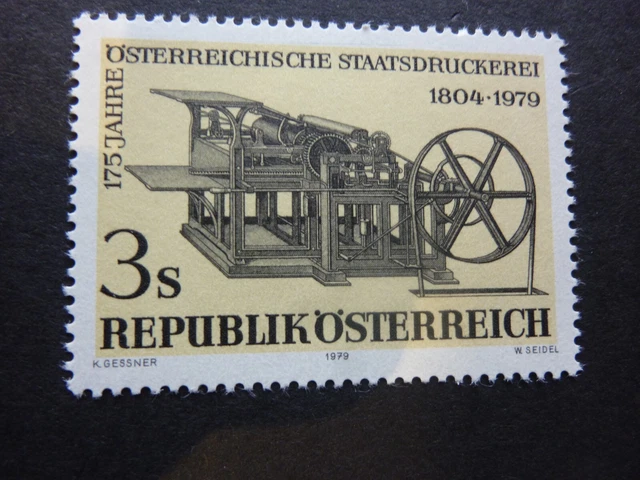 175 JAHRE
ÖSTERREICHISCHE STAATSDRUCKEREI
1804·1979
3s
REPUBLIK ÖSTERREICH
K. GESSNER
1979
W. SEIDEL